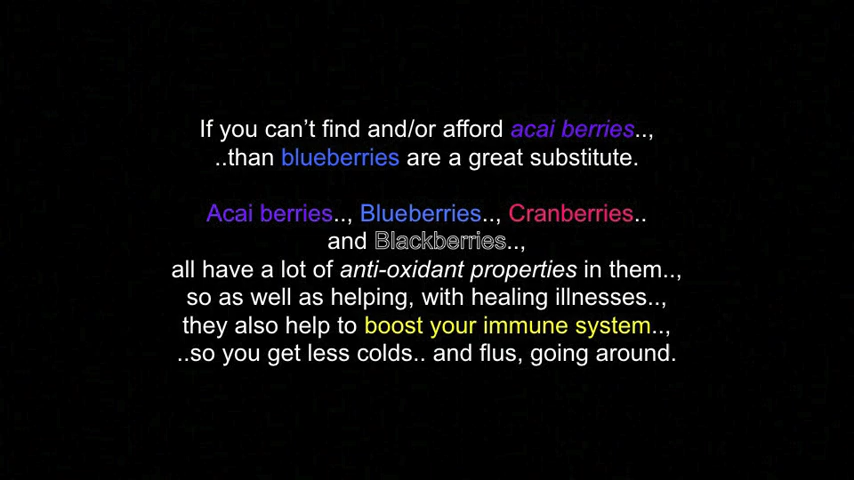 If you can't find and/or afford acai berries..,
..than blueberries are a great substitute.
Acai berries.., Blueberries.., Cranberries..
and Blackberries..,
all have a lot of anti-oxidant properties in them..,
so as well as helping, with healing illnesses..,
they also help to boost your immune system..,
..so you get less colds.. and flus, going around.